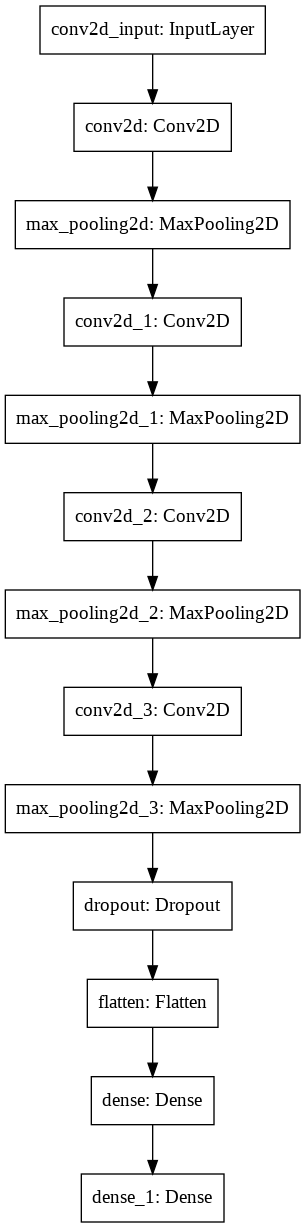 conv2d_input: InputLayer
conv2d: Conv2D
max_pooling2d: MaxPooling2D
conv2d_1: Conv2D
max_pooling2d_1: MaxPooling2D
conv2d_2: Conv2D
max_pooling2d_2: MaxPooling2D
conv2d_3: Conv2D
max_pooling2d_3: MaxPooling2D
dropout: Dropout
flatten: Flatten
dense: Dense
dense_1: Dense